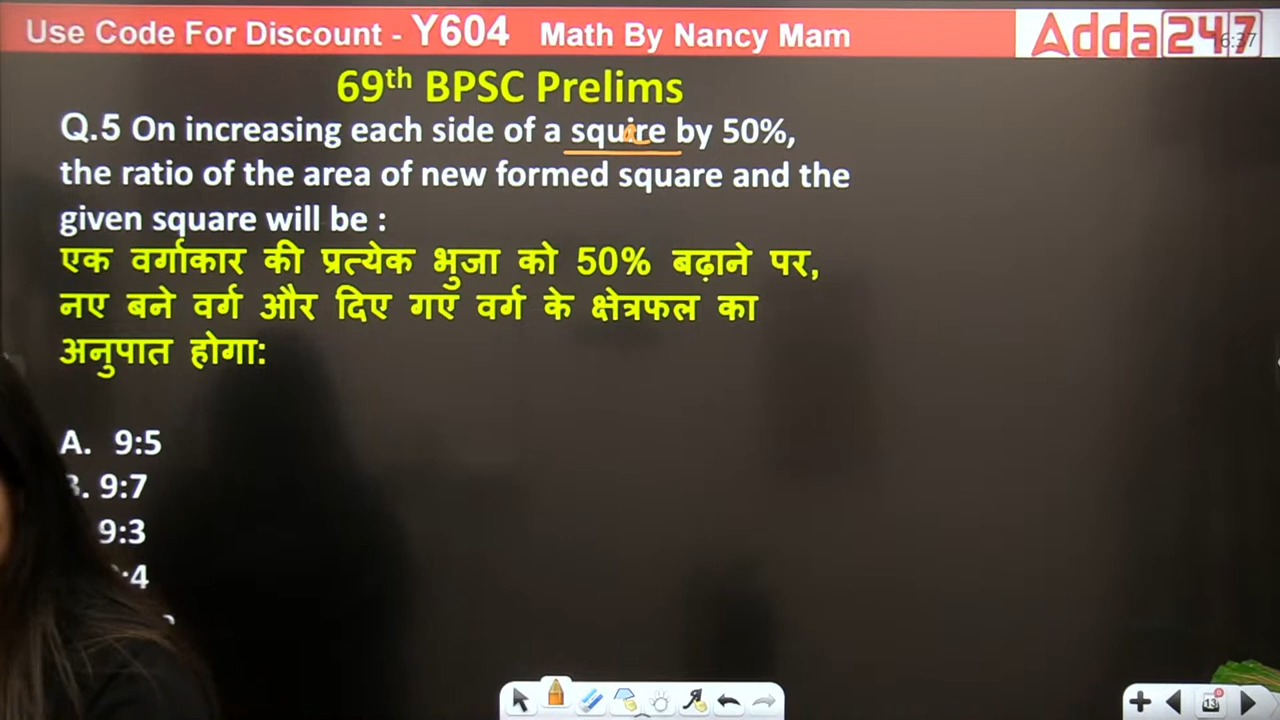 Use Code For Discount - Y604 Math By Nancy Mam
Adda247
16:37
69th BPSC Prelims
Q.5 On increasing each side of a squire by 50%,
the ratio of the area of new formed square and the
given square will be :
एक वर्गाकार की प्रत्येक भुजा को 50% बढ़ाने पर,
नए बने वर्ग और दिए गए वर्ग के क्षेत्रफल का
अनुपात होगा:
A. 9:5
B. 9:7
9:3
:4
13